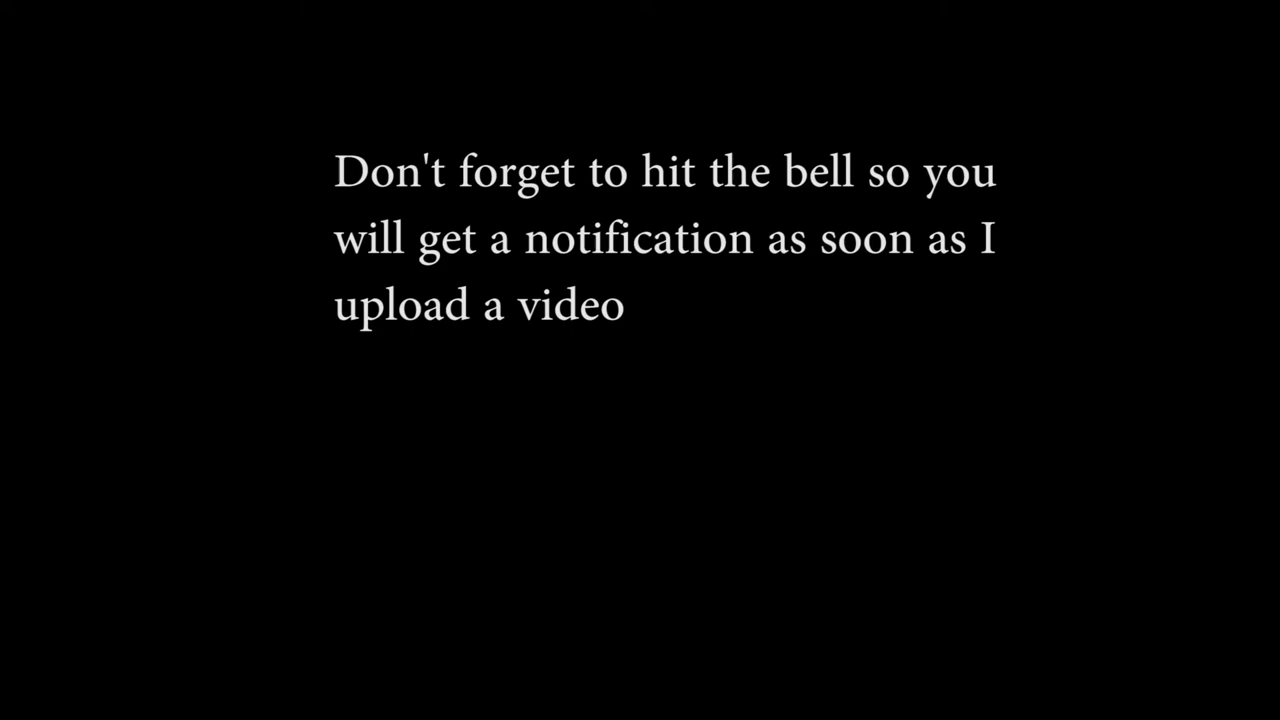 Don't forget to hit the bell so you
will get a notification as soon as I
upload a video